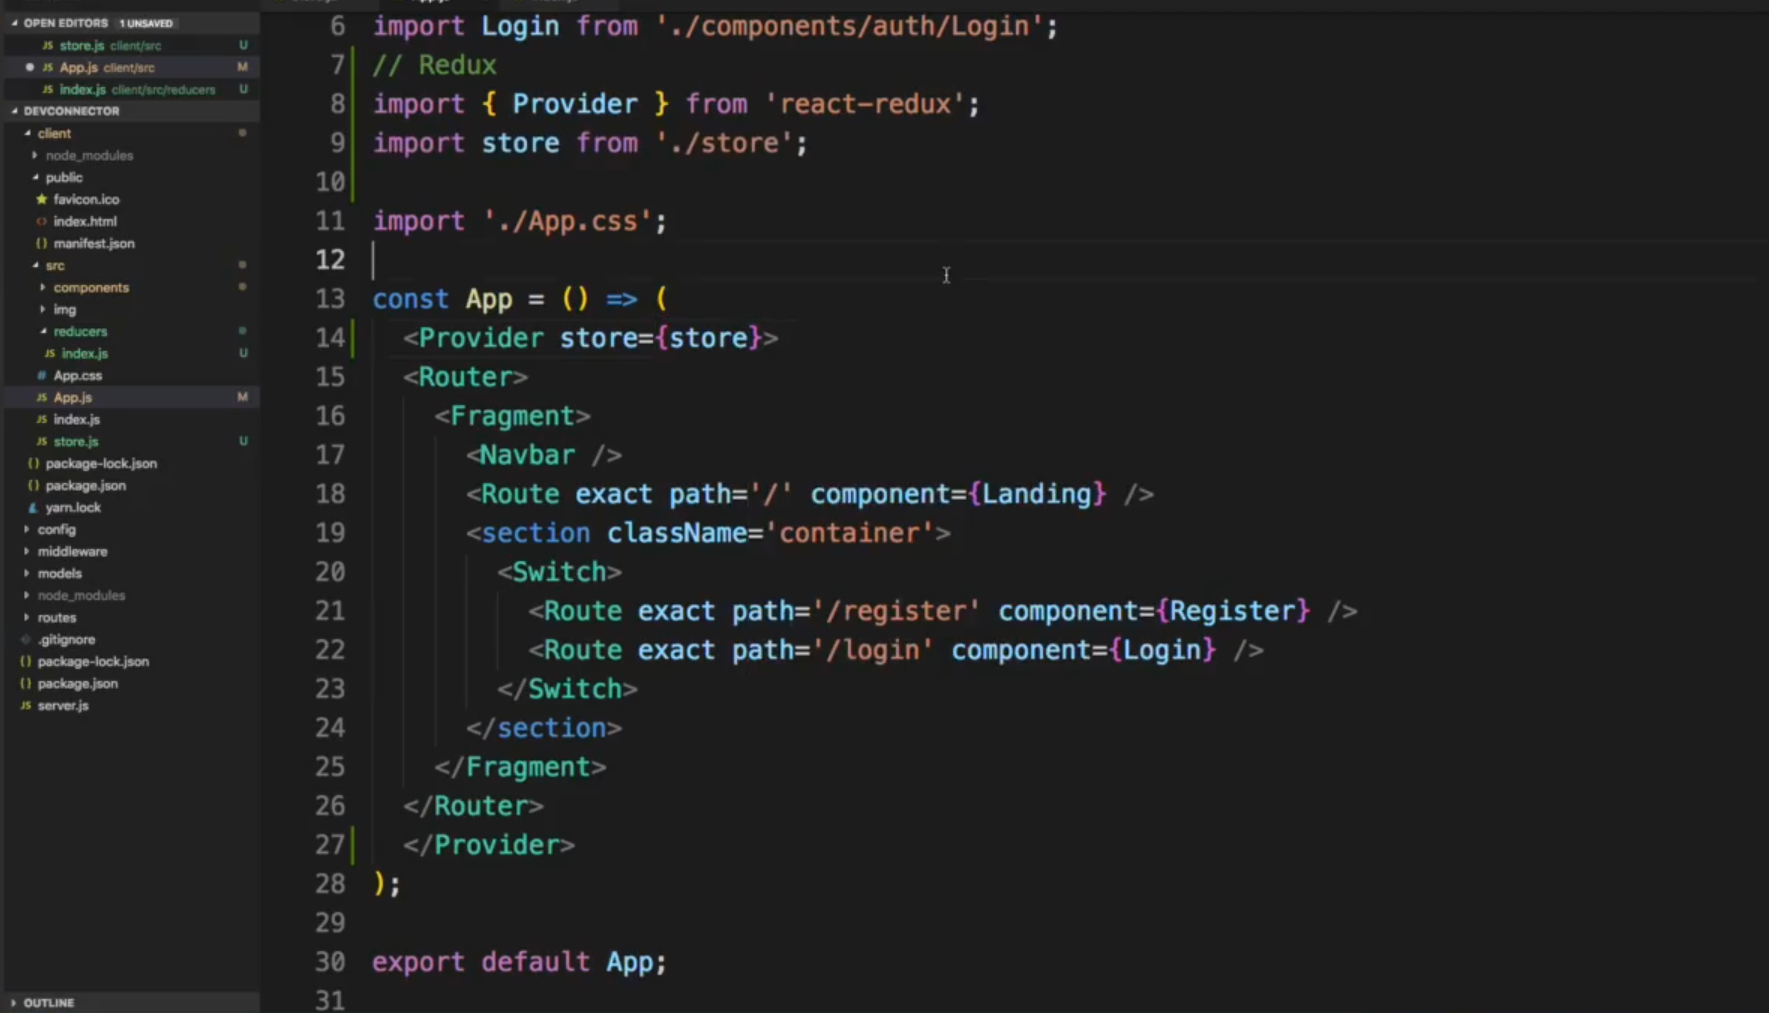 OPEN EDITORS 1 UNSAVED
JS store.js client/src U
JS App.js client/src M
JS index.js client/src/reducers U
DEVCONNECTOR
client
node_modules
public
favicon.ico
<> index.html
{} manifest.json
src
components
img
reducers
JS index.js U
# App.css
JS App.js M
JS index.js
JS store.js U
{} package-lock.json
{} package.json
yarn.lock
config
middleware
models
node_modules
routes
.gitignore
{} package-lock.json
{} package.json
JS server.js
OUTLINE
6 import Login from './components/auth/Login';
7 // Redux
8 import { Provider } from 'react-redux';
9 import store from './store';
10
11 import './App.css';
12
13 const App = () => (
14 <Provider store={store}>
15 <Router>
16 <Fragment>
17 <Navbar />
18 <Route exact path='/' component={Landing} />
19 <section className='container'>
20 <Switch>
21 <Route exact path='/register' component={Register} />
22 <Route exact path='/login' component={Login} />
23 </Switch>
24 </section>
25 </Fragment>
26 </Router>
27 </Provider>
28 );
29
30 export default App;
31